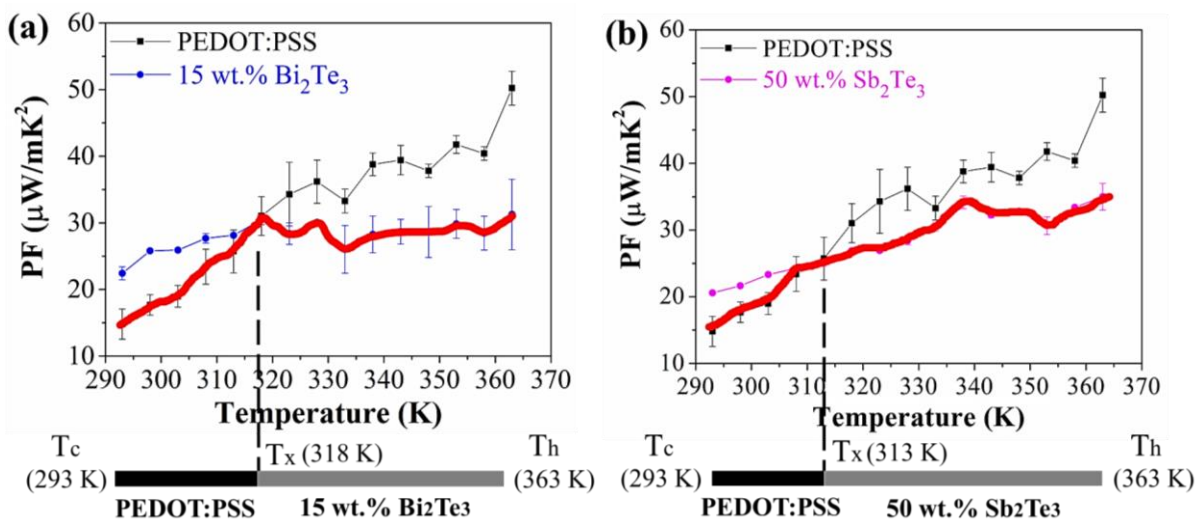 (a)
PEDOT:PSS
15 wt.% Bi₂Te₃
60
50
40
30
20
10
PF (μW/mK²)
290 300 310 320 330 340 350 360 370
Temperature (K)
Tc
(293 K)
Tx (318 K)
Th
(363 K)
PEDOT:PSS
15 wt.% Bi₂Te₃
(b)
PEDOT:PSS
50 wt.% Sb₂Te₃
60
50
40
30
20
10
PF (μW/mK²)
290 300 310 320 330 340 350 360 370
Temperature (K)
Tc
(293 K)
Tx (313 K)
Th
(363 K)
PEDOT:PSS
50 wt.% Sb₂Te₃